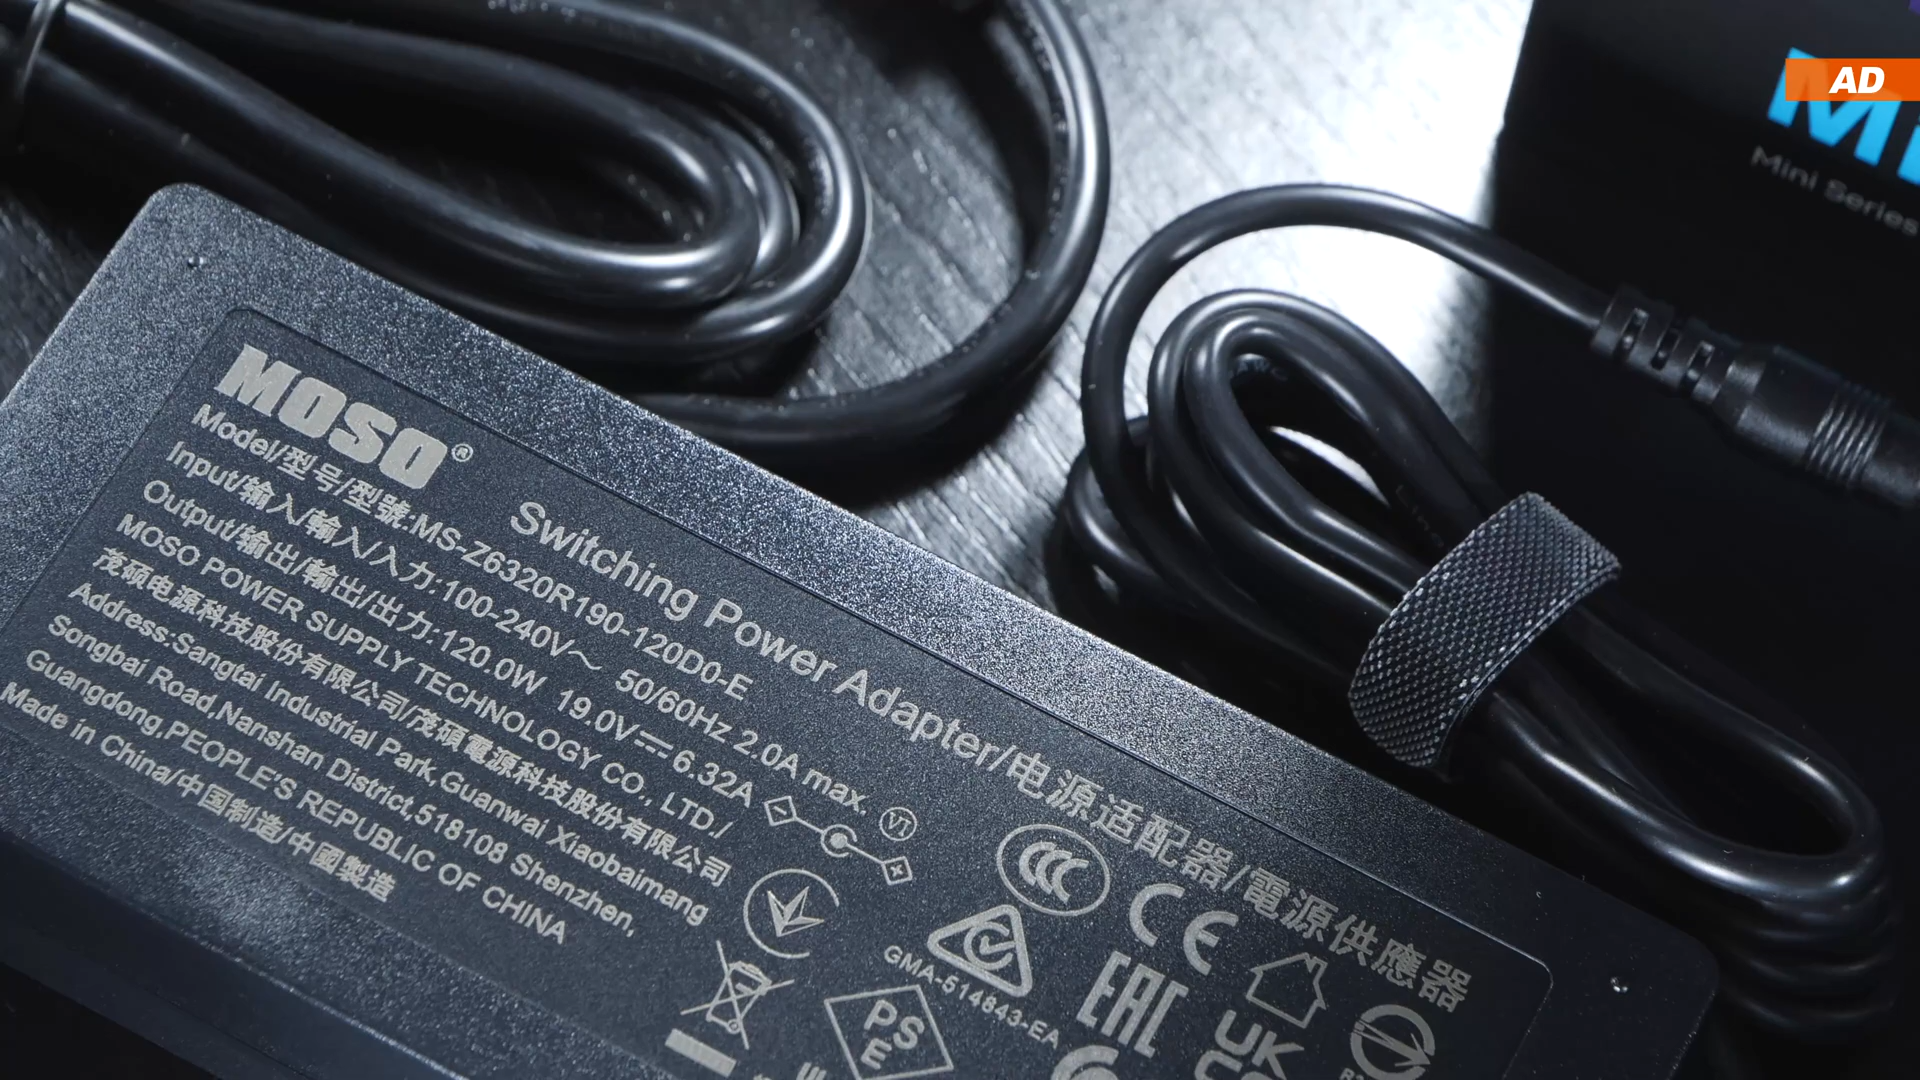 AD
Mini Series
MOSO®
Switching Power Adapter/电源适配器/電源供應器
Model/型号/型號:MS-Z6320R190-120D0-E
Input/输入/輸入/入力:100-240V～ 50/60Hz 2.0A max.
Output/输出/輸出/出力:120.0W 19.0V⎓6.32A
VI
MOSO POWER SUPPLY TECHNOLOGY CO., LTD./
茂硕电源科技股份有限公司/茂碩電源科技股份有限公司
Address:Sangtai Industrial Park,Guanwai Xiaobaimang
Songbai Road,Nanshan District,518108 Shenzhen,
Guangdong,PEOPLE'S REPUBLIC OF CHINA
Made in China/中国制造/中國製造
CCC
CE
GMA-514843-EA
EAC
PSE
UK